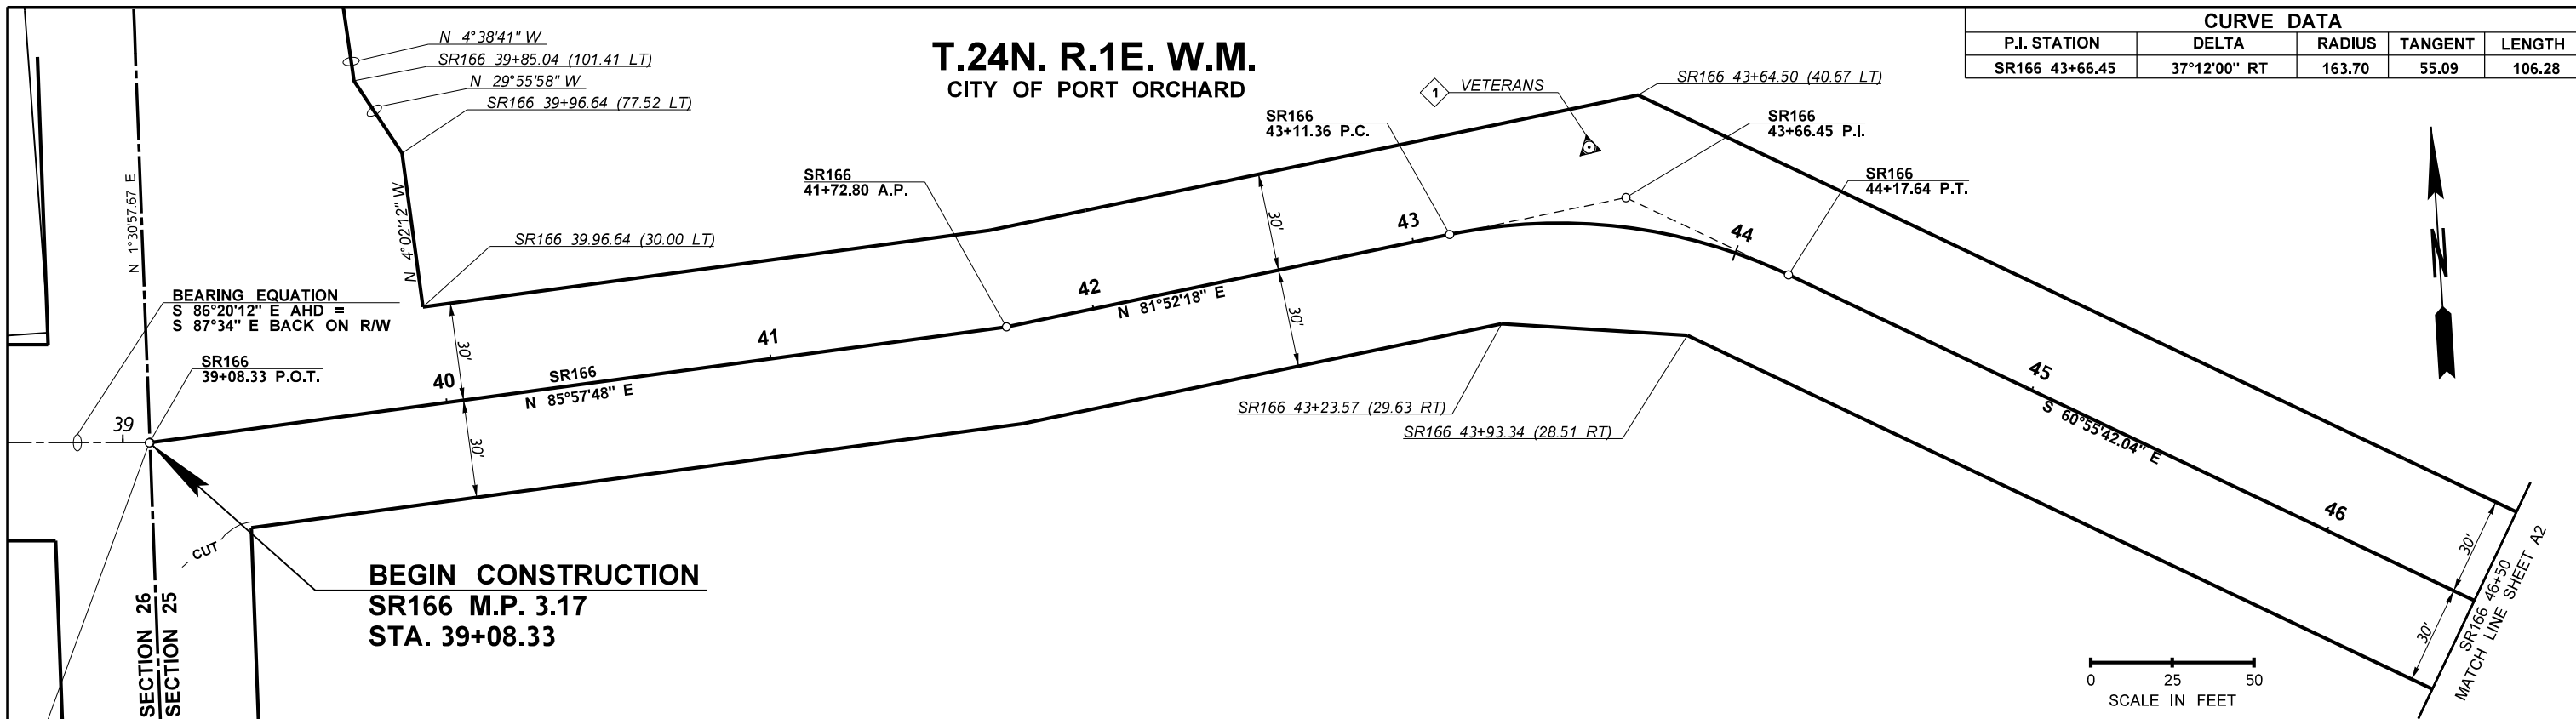 T.24N. R.1E. W.M.
CITY OF PORT ORCHARD
CURVE DATA
P.I. STATION DELTA RADIUS TANGENT LENGTH
SR166 43+66.45 37°12'00" RT 163.70 55.09 106.28
N 4°38'41" W
SR166 39+85.04 (101.41 LT)
N 29°55'58" W
SR166 39+96.64 (77.52 LT)
N 4°02'12" W
SR166 39.96.64 (30.00 LT)
N 1°30'57.67 E
BEARING EQUATION
S 86°20'12" E AHD =
S 87°34" E BACK ON R/W
SR166
39+08.33 P.O.T.
39
40
SR166
N 85°57'48" E
41
30'
30'
SR166
41+72.80 A.P.
42
N 81°52'18" E
30'
30'
43
SR166
43+11.36 P.C.
1
VETERANS
SR166 43+64.50 (40.67 LT)
SR166
43+66.45 P.I.
SR166
44+17.64 P.T.
44
SR166 43+23.57 (29.63 RT)
SR166 43+93.34 (28.51 RT)
45
S 60°55'42.04" E
46
30'
30'
SR166 46+50
MATCH LINE SHEET A2
N
CUT
BEGIN CONSTRUCTION
SR166 M.P. 3.17
STA. 39+08.33
SECTION 26
SECTION 25
0 25 50
SCALE IN FEET